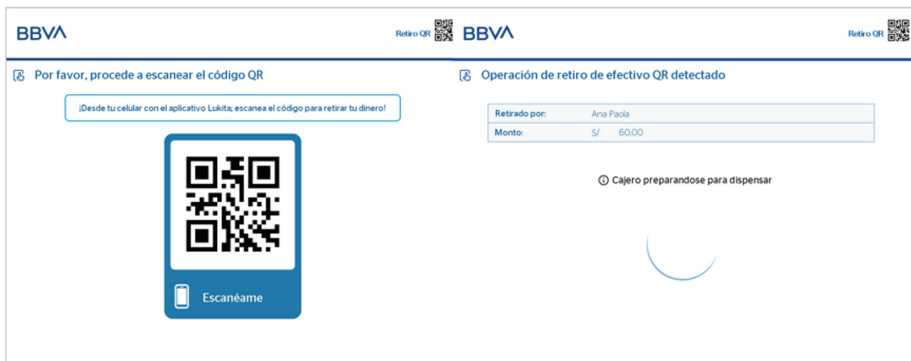 BBVA
Retiro QR
Por favor, procede a escanear el código QR
¡Desde tu celular con el aplicativo Lukita; escanea el código para retirar tu dinero!
Escanéame
BBVA
Retiro QR
Operación de retiro de efectivo QR detectado
Retirado por: Ana Paola
Monto: S/ 60.00
Cajero preparandose para dispensar